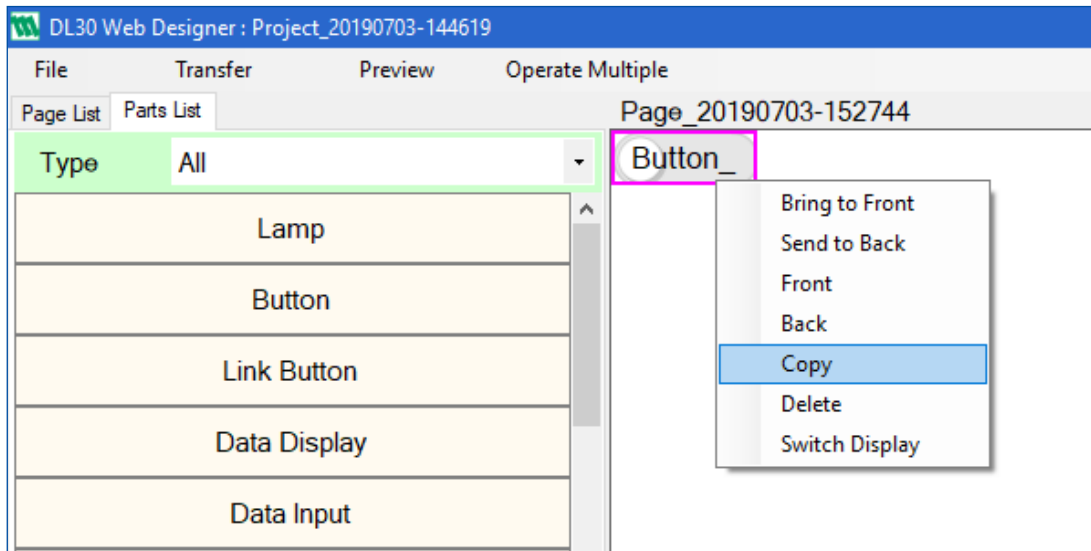 DL30 Web Designer : Project_20190703-144619
File Transfer Preview Operate Multiple
Page List Parts List
Page_20190703-152744
Type All
Button_
Lamp
Button
Link Button
Data Display
Data Input
Bring to Front
Send to Back
Front
Back
Copy
Delete
Switch Display